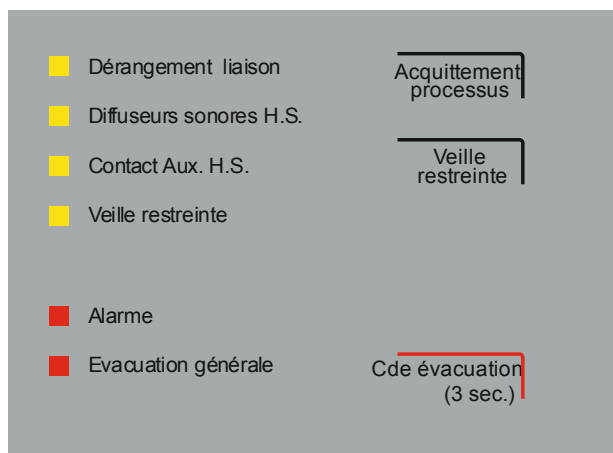 Dérangement liaison
Acquittement
processus
Diffuseurs sonores H.S.
Contact Aux. H.S.
Veille
restreinte
Veille restreinte
Alarme
Evacuation générale
Cde évacuation
(3 sec.)